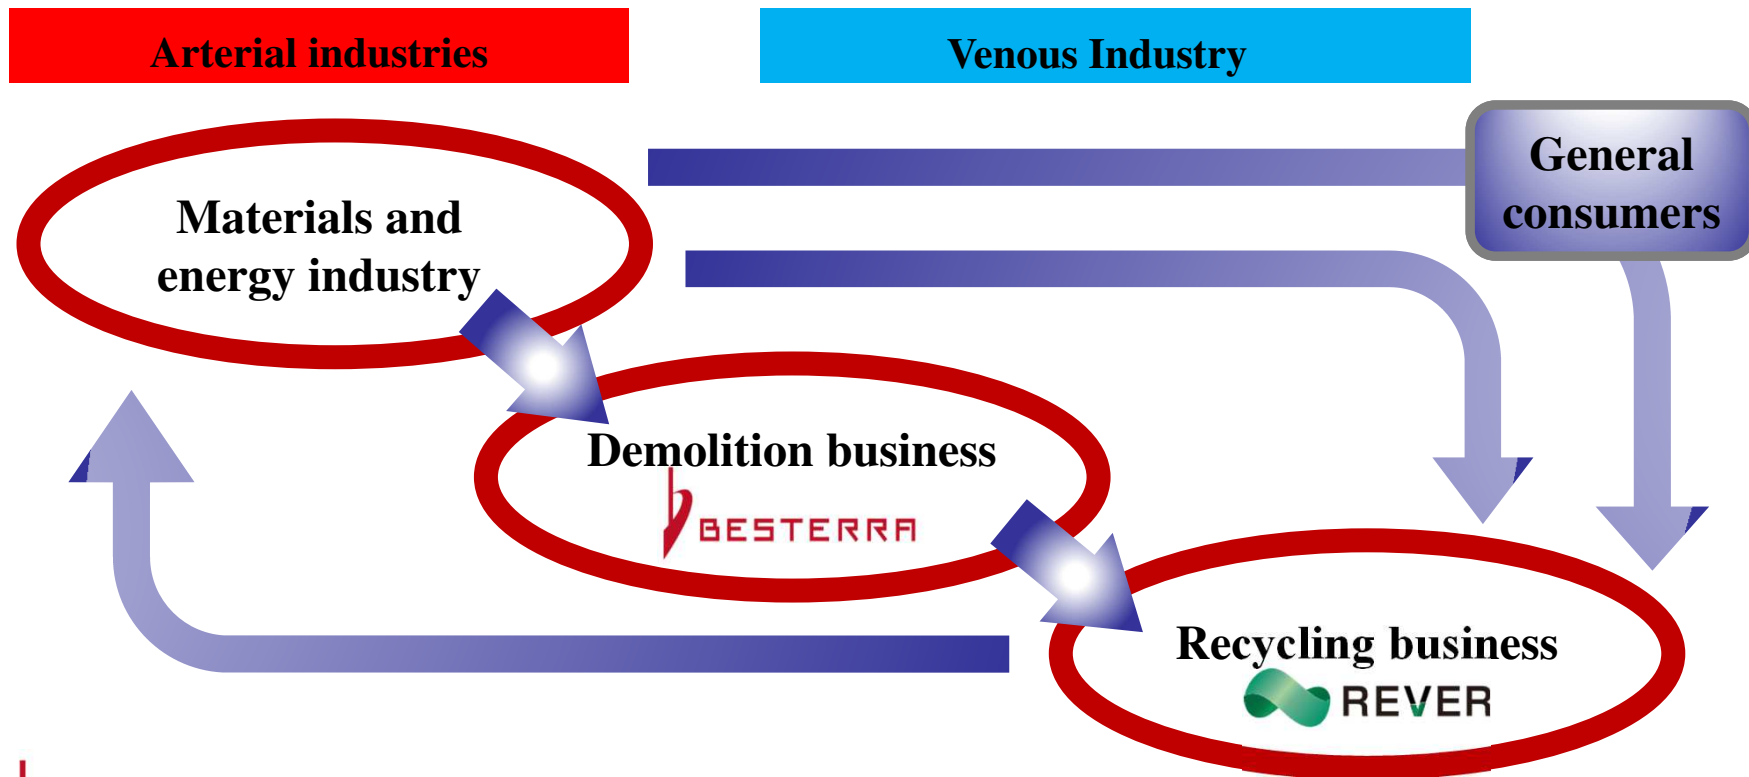 Arterial industries
Venous Industry
General
consumers
Materials and
energy industry
Demolition business
BESTERRA
Recycling business
REVER